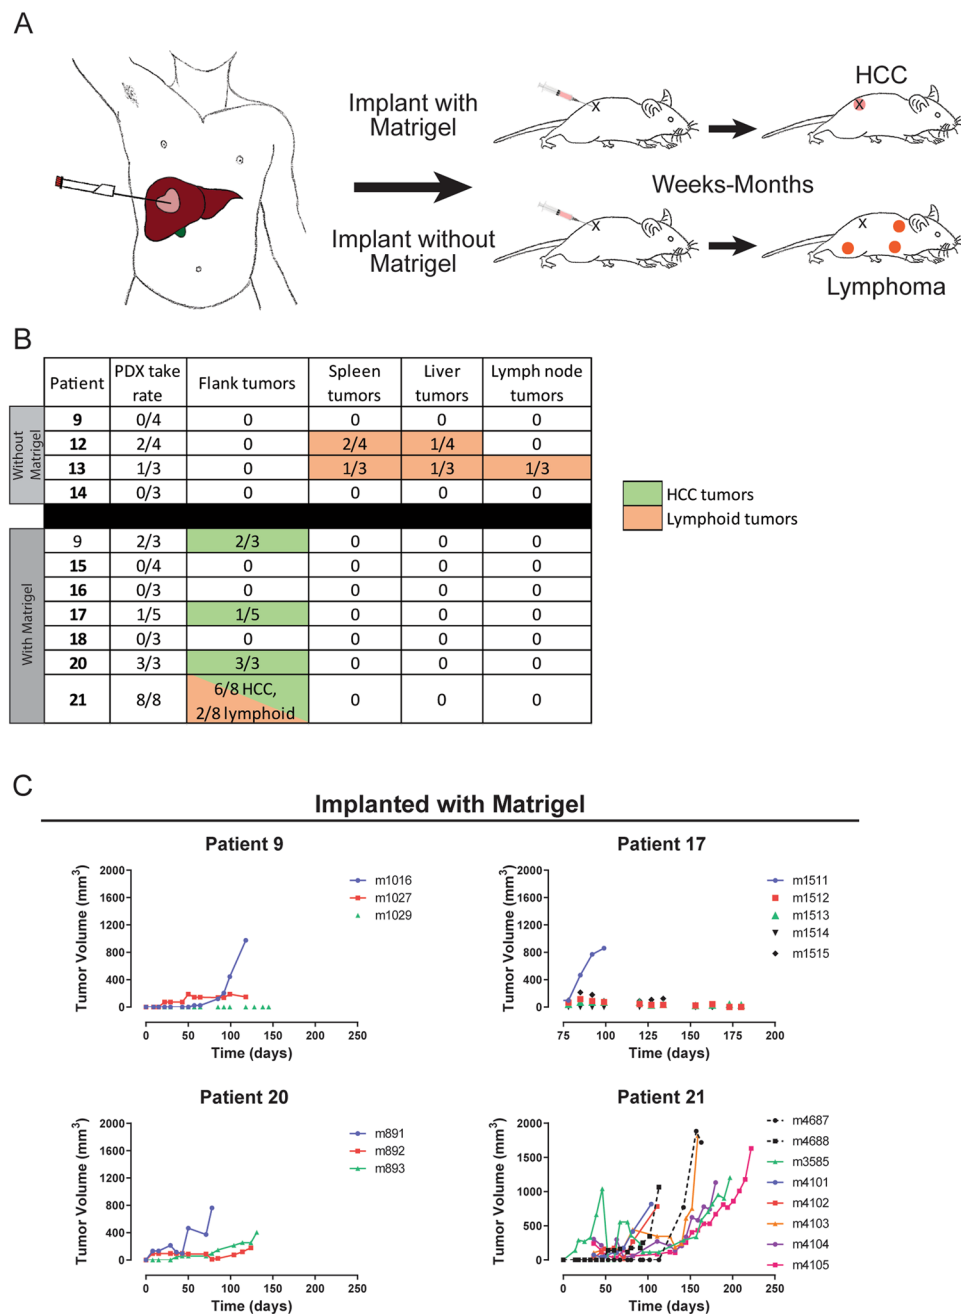 A
Implant with
Matrigel
HCC
X
X
Weeks-Months
Implant without
Matrigel
X
X
Lymphoma
B
Patient PDX take rate Flank tumors Spleen tumors Liver tumors Lymph node tumors
Without Matrigel
9 0/4 0 0 0 0
12 2/4 0 2/4 1/4 0
13 1/3 0 1/3 1/3 1/3
14 0/3 0 0 0 0
HCC tumors
Lymphoid tumors
With Matrigel
9 2/3 2/3 0 0 0
15 0/4 0 0 0 0
16 0/3 0 0 0 0
17 1/5 1/5 0 0 0
18 0/3 0 0 0 0
20 3/3 3/3 0 0 0
21 8/8 6/8 HCC, 2/8 lymphoid 0 0 0
C
Implanted with Matrigel
Patient 9
Tumor Volume (mm3)
2000
1600
1200
800
400
0
0 50 100 150 200 250
Time (days)
m1016
m1027
m1029
Patient 17
Tumor Volume (mm3)
2000
1600
1200
800
400
0
75 100 125 150 175 200
Time (days)
m1511
m1512
m1513
m1514
m1515
Patient 20
Tumor Volume (mm3)
2000
1600
1200
800
400
0
0 50 100 150 200 250
Time (days)
m891
m892
m893
Patient 21
Tumor Volume (mm3)
2000
1500
1000
500
0
0 50 100 150 200 250
Time (days)
m4687
m4688
m3585
m4101
m4102
m4103
m4104
m4105